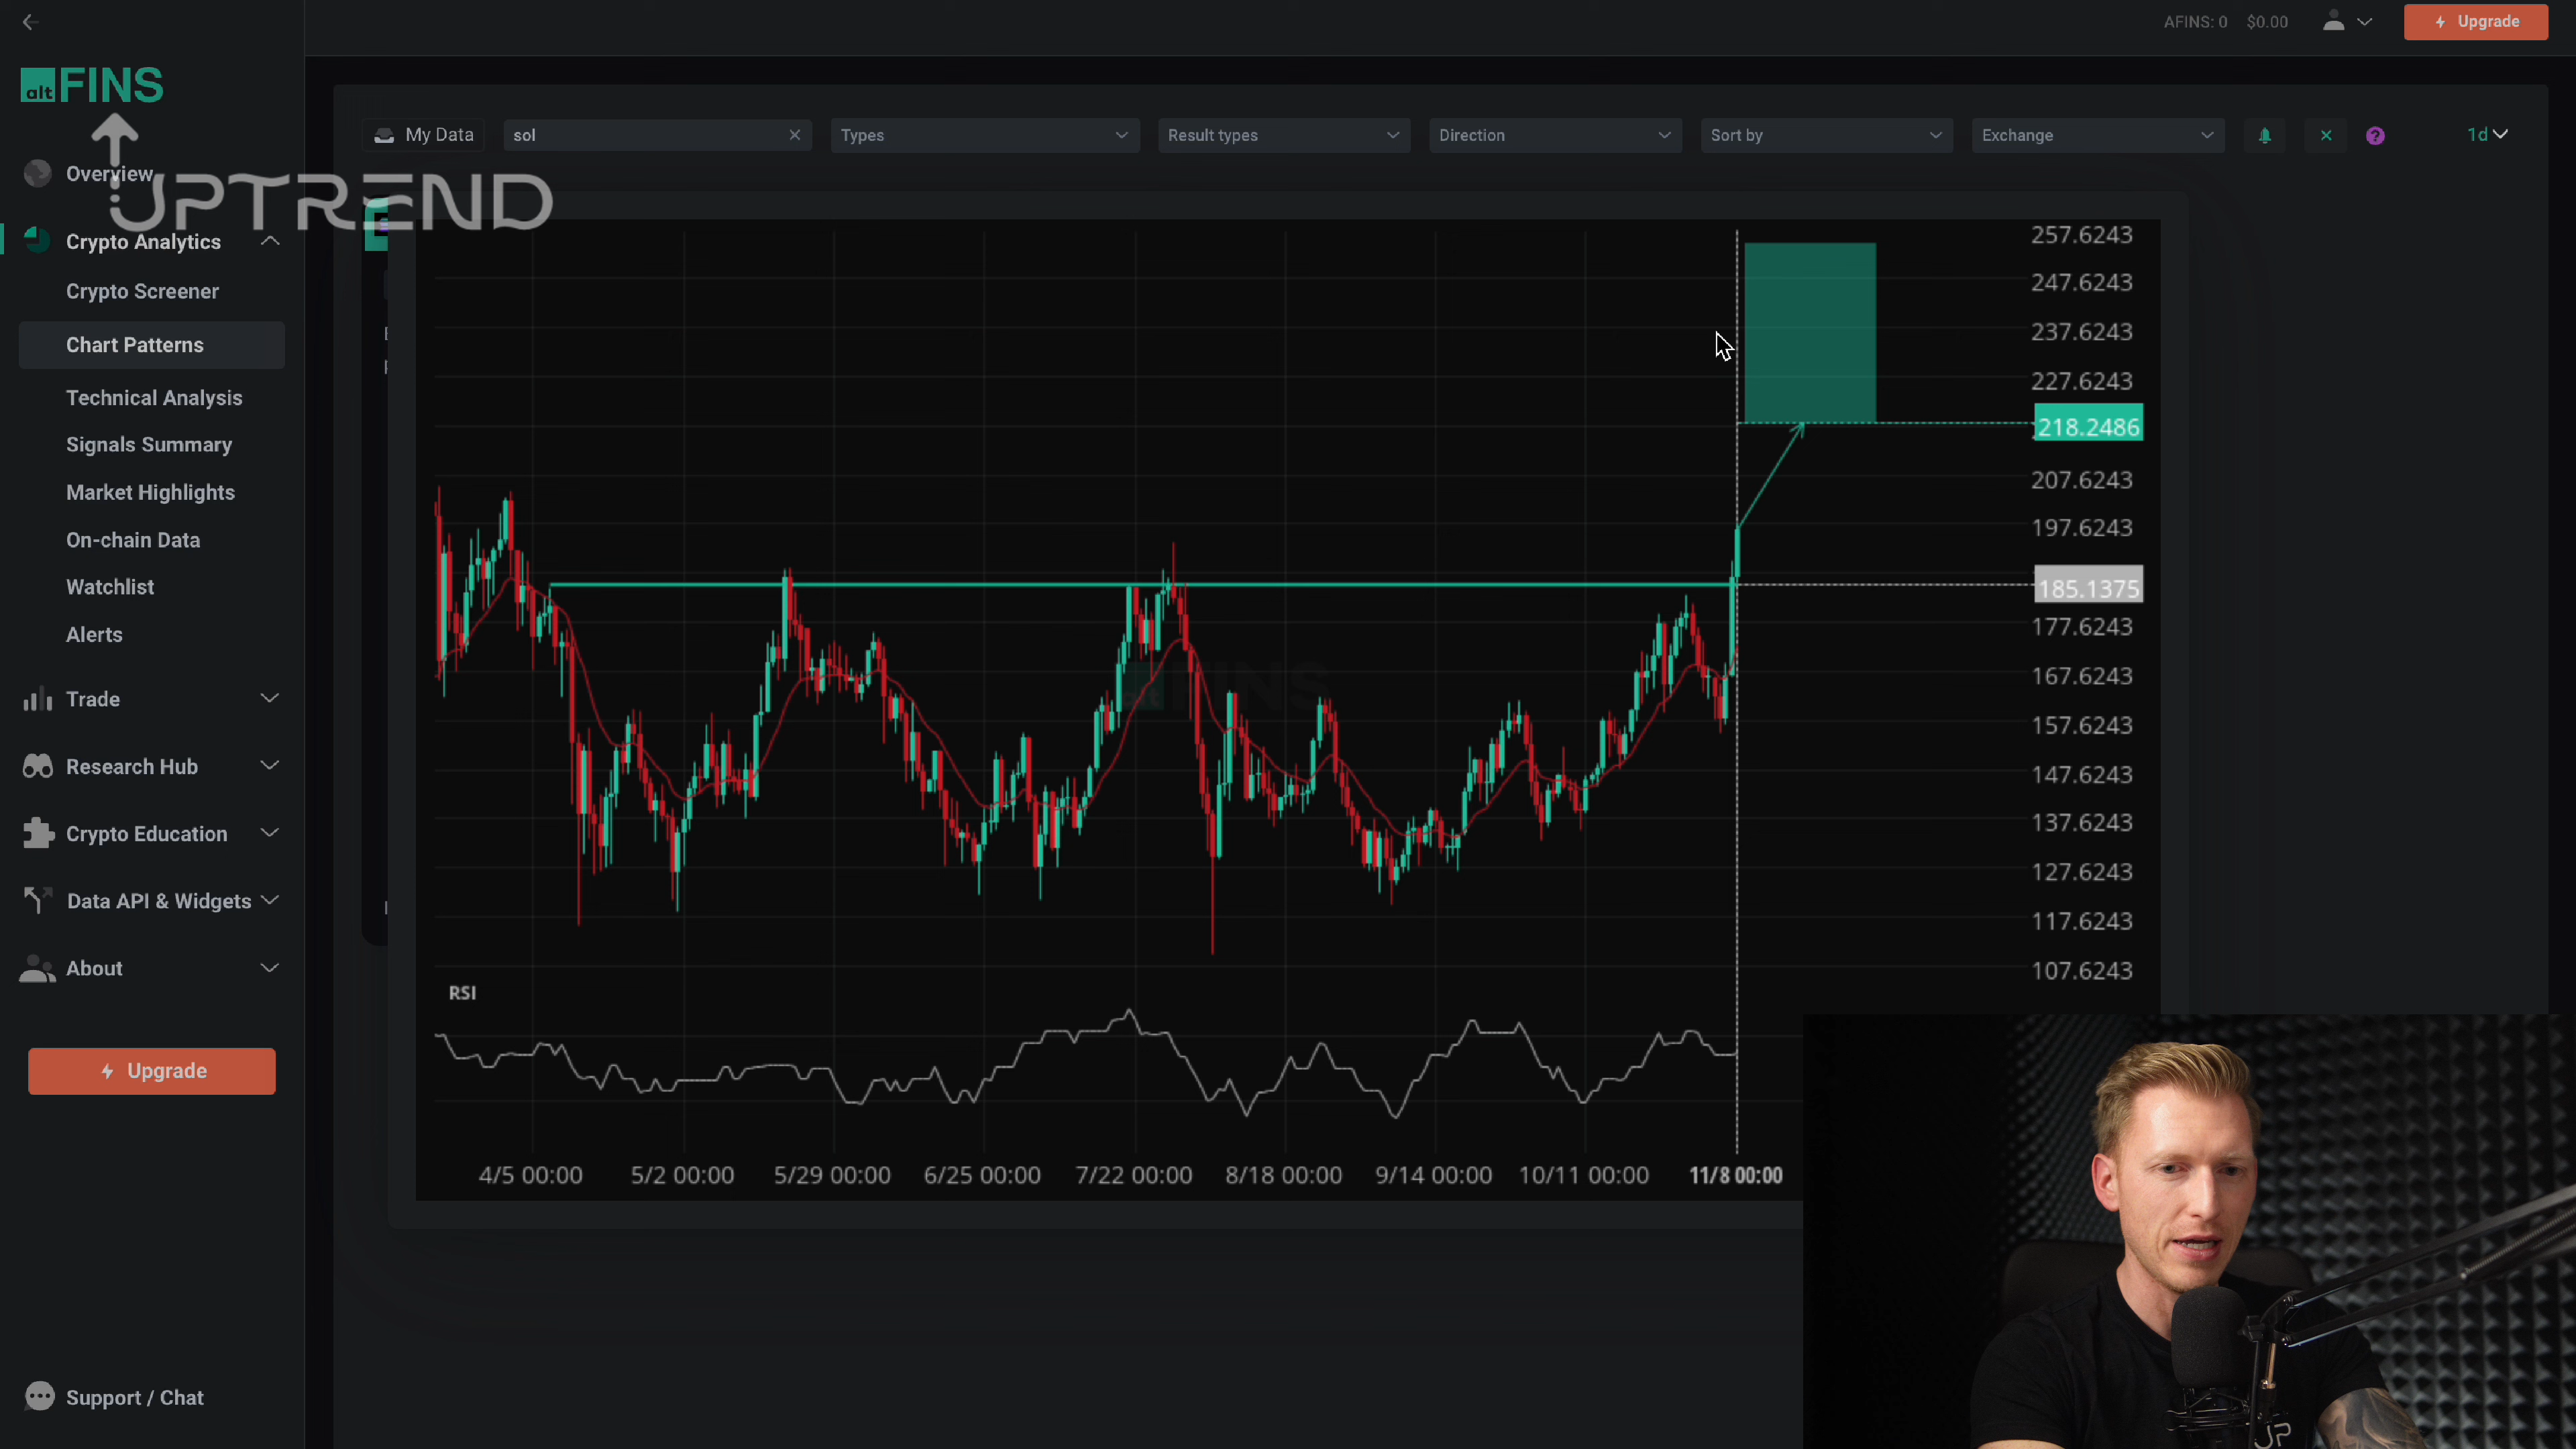 AFINS: 0 $0.00
Upgrade
altFINS
My Data
sol
Types
Result types
Direction
Sort by
Exchange
?
1d
UPTREND
Overview
Crypto Analytics
Crypto Screener
Chart Patterns
Technical Analysis
Signals Summary
Market Highlights
On-chain Data
Watchlist
Alerts
Trade
Research Hub
Crypto Education
Data API & Widgets
About
Upgrade
Support / Chat
257.6243
247.6243
237.6243
227.6243
218.2486
207.6243
197.6243
185.1375
177.6243
167.6243
157.6243
147.6243
137.6243
127.6243
117.6243
107.6243
altFINS
RSI
4/5 00:00
5/2 00:00
5/29 00:00
6/25 00:00
7/22 00:00
8/18 00:00
9/14 00:00
10/11 00:00
11/8 00:00
UP